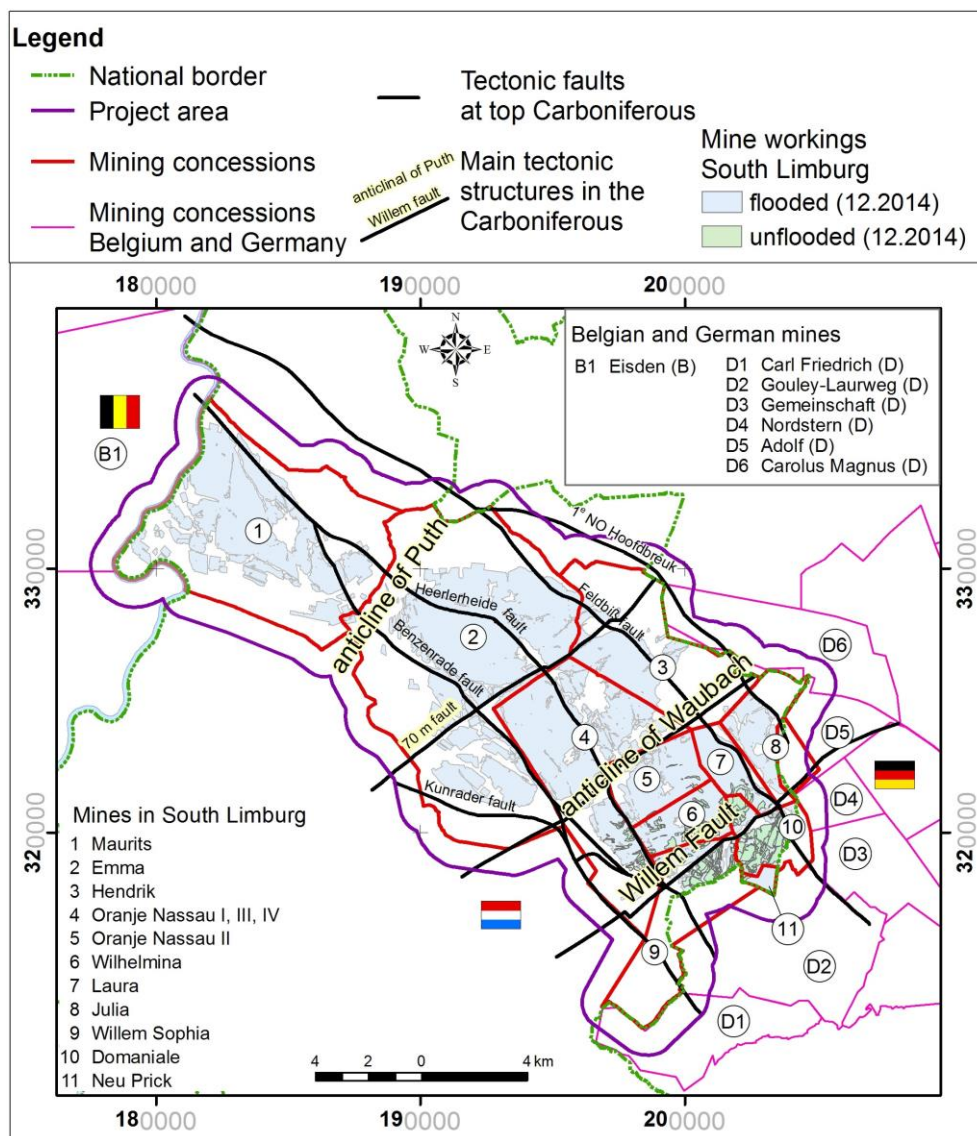 Legend
National border
Project area
Mining concessions
Mining concessions
Belgium and Germany
Tectonic faults
at top Carboniferous
anticlinal of Puth
Willem fault
Main tectonic
structures in the
Carboniferous
Mine workings
South Limburg
flooded (12.2014)
unflooded (12.2014)
180000
190000
200000
N
W E
S
Belgian and German mines
B1 Eisden (B)
D1 Carl Friedrich (D)
D2 Gouley-Laurweg (D)
D3 Gemeinschaft (D)
D4 Nordstern (D)
D5 Adolf (D)
D6 Carolus Magnus (D)
B1
1
anticline of Puth
1e NO Hoofdbreuk
330000
330000
Heerlerheide fault
Feldbiß fault
2
Benzenrade fault
3
D6
70 m fault
anticline of Waubach
4
5
7
8
D5
Kunrader fault
6
D4
Willem Fault
10
320000
320000
D3
11
9
D2
D1
Mines in South Limburg
1 Maurits
2 Emma
3 Hendrik
4 Oranje Nassau I, III, IV
5 Oranje Nassau II
6 Wilhelmina
7 Laura
8 Julia
9 Willem Sophia
10 Domaniale
11 Neu Prick
4 2 0 4 km
180000
190000
200000